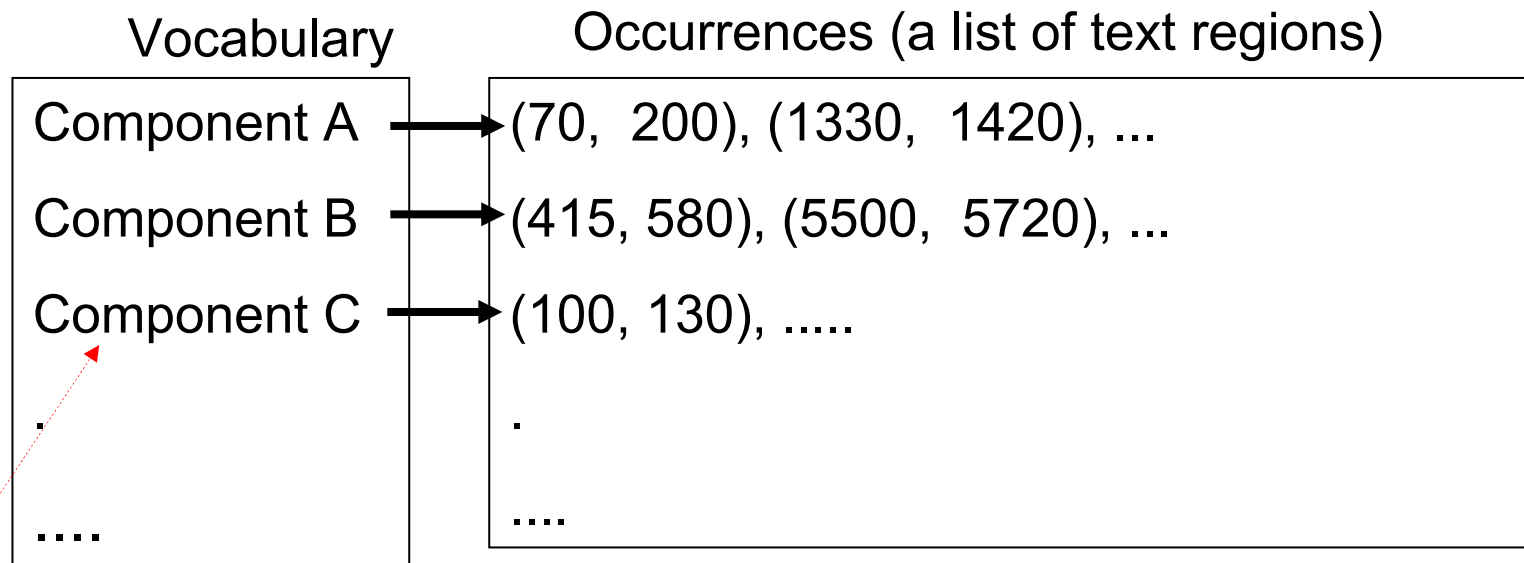 Vocabulary
Occurrences (a list of text regions)
Component A
(70, 200), (1330, 1420), ...
Component B
(415, 580), (5500, 5720), ...
Component C
(100, 130), .....
.
.
....
....